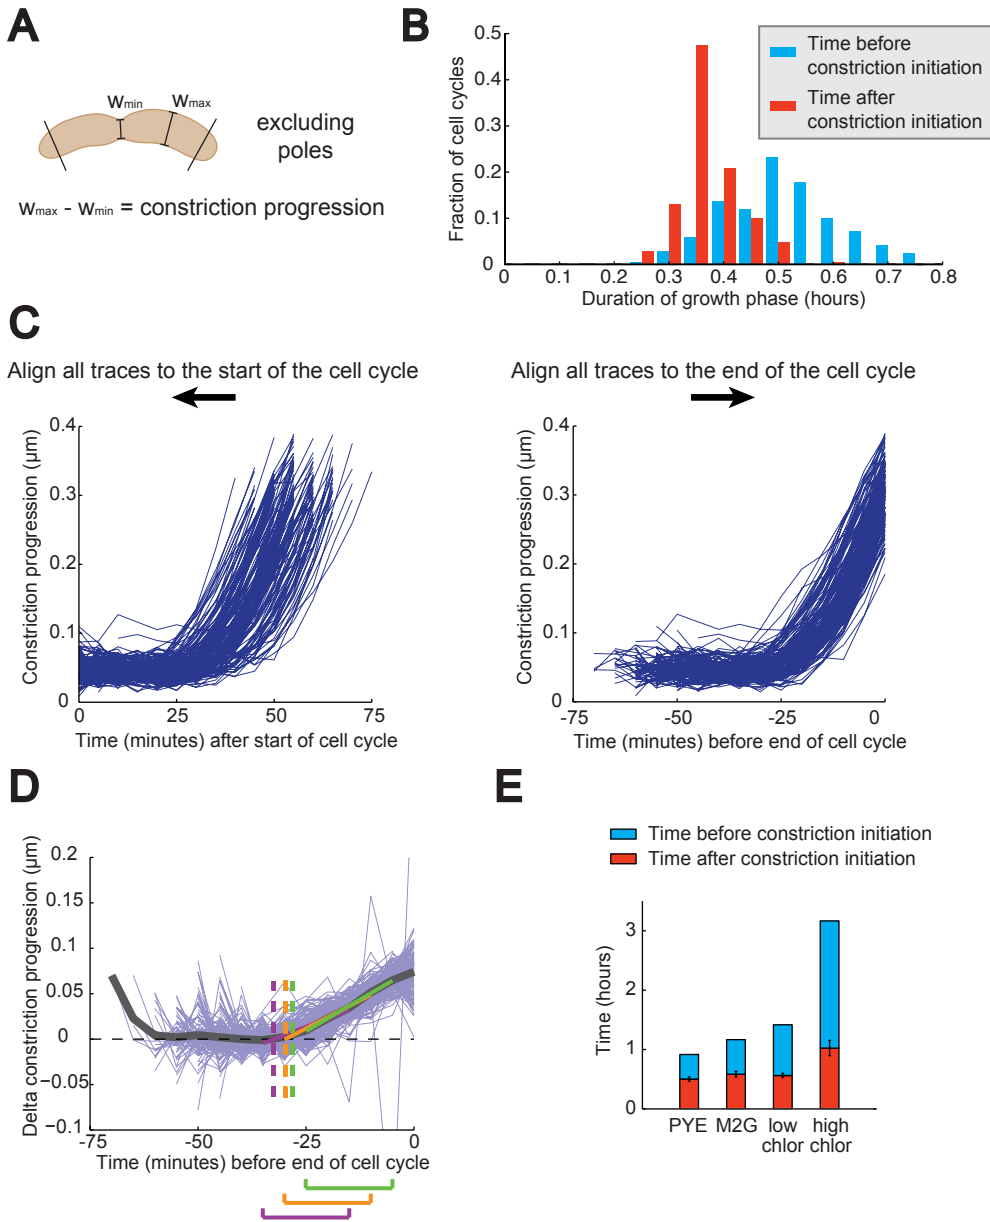 A
wmin
wmax
excluding
poles
wmax - wmin = constriction progression
B
Fraction of cell cycles
0.5
0.4
0.3
0.2
0.1
0
0 0.1 0.2 0.3 0.4 0.5 0.6 0.7 0.8
Duration of growth phase (hours)
Time before
constriction initiation
Time after
constriction initiation
C
Align all traces to the start of the cell cycle
Constriction progression (μm)
0.4
0.3
0.2
0.1
0
0 25 50 75
Time (minutes) after start of cell cycle
Align all traces to the end of the cell cycle
Constriction progression (μm)
0.4
0.3
0.2
0.1
0
-75 -50 -25 0
Time (minutes) before end of cell cycle
D
Delta constriction progression (μm)
0.2
0.15
0.1
0.05
0
−0.05
−0.1
-75 -50 -25 0
Time (minutes) before end of cell cycle
E
Time before constriction initiation
Time after constriction initiation
Time (hours)
3
2
1
0
PYE M2G low high
chlor chlor